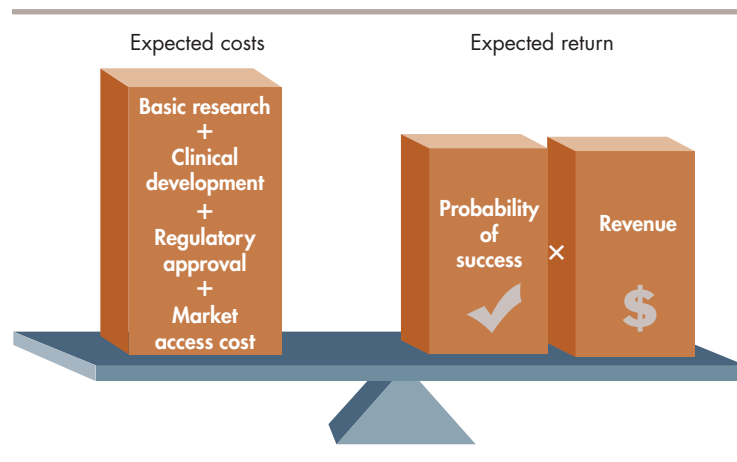 Expected costs
Expected return
Basic research
+
Clinical
development
+
Regulatory
approval
+
Market
access cost
Probability
of
success
×
Revenue
$